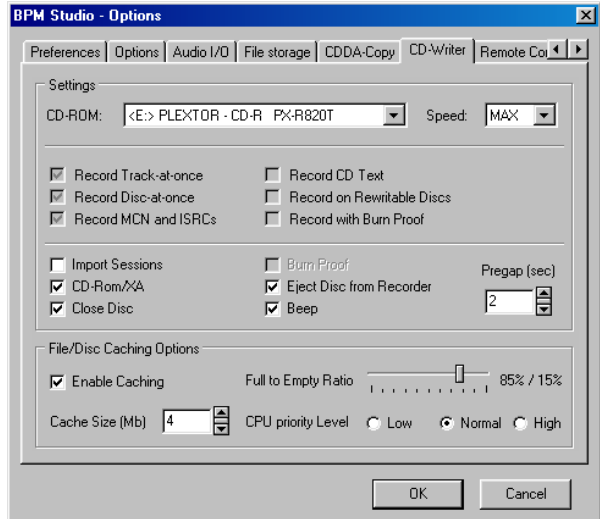 BPM Studio - Options
Preferences Options Audio I/O File storage CDDA-Copy CD-Writer Remote
Settings
CD-ROM: <E:> PLEXTOR - CD-R PX-R820T Speed: MAX
Record Track-at-once Record CD Text
Record Disc-at-once Record on Rewritable Discs
Record MCN and ISRCs Record with Burn Proof
Import Sessions Burn Proof Pregap (sec)
CD-Rom/XA Eject Disc from Recorder 2
Close Disc Beep
File/Disc Caching Options
Enable Caching Full to Empty Ratio 85% / 15%
Cache Size (Mb) 4 CPU priority Level Low Normal High
OK Cancel